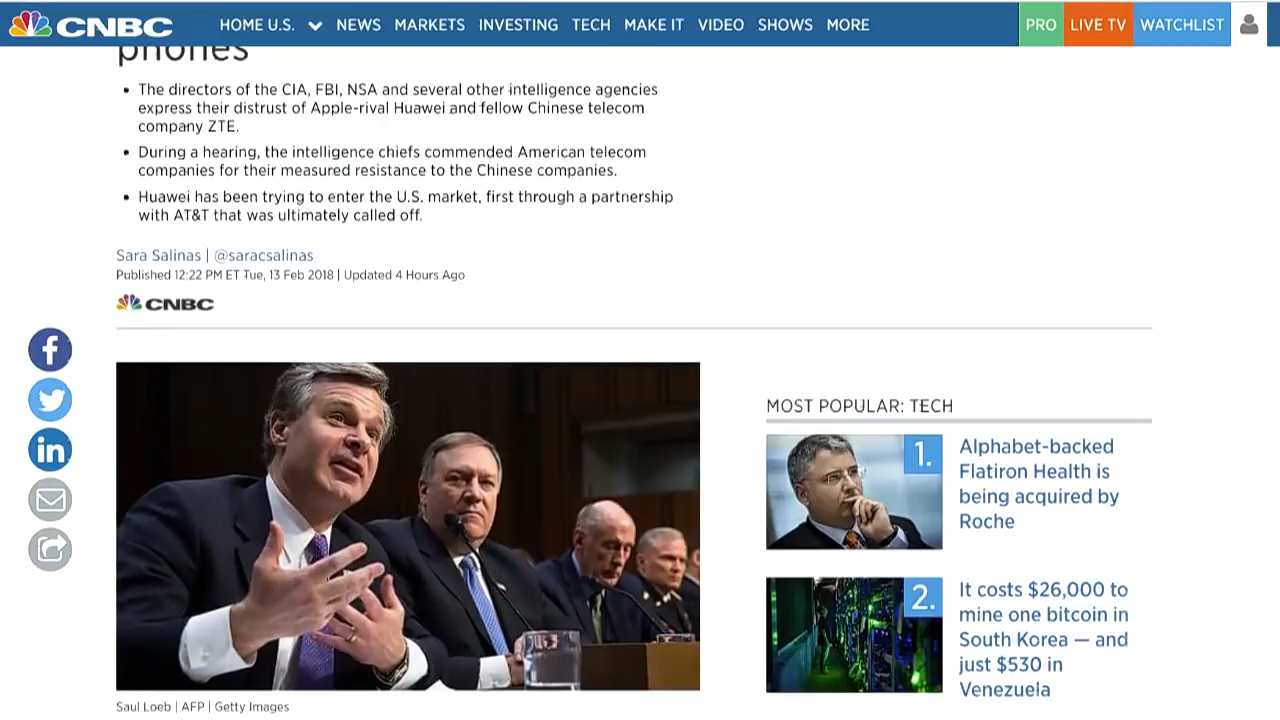 CNBC
HOME U.S. NEWS MARKETS INVESTING TECH MAKE IT VIDEO SHOWS MORE PRO LIVE TV WATCHLIST
phones
• The directors of the CIA, FBI, NSA and several other intelligence agencies
express their distrust of Apple-rival Huawei and fellow Chinese telecom
company ZTE.
• During a hearing, the intelligence chiefs commended American telecom
companies for their measured resistance to the Chinese companies.
• Huawei has been trying to enter the U.S. market, first through a partnership
with AT&T that was ultimately called off.
Sara Salinas | @saracsalinas
Published 12:22 PM ET Tue, 13 Feb 2018 | Updated 4 Hours Ago
CNBC
Saul Loeb | AFP | Getty Images
MOST POPULAR: TECH
1.
Alphabet-backed
Flatiron Health is
being acquired by
Roche
2.
It costs $26,000 to
mine one bitcoin in
South Korea — and
just $530 in
Venezuela